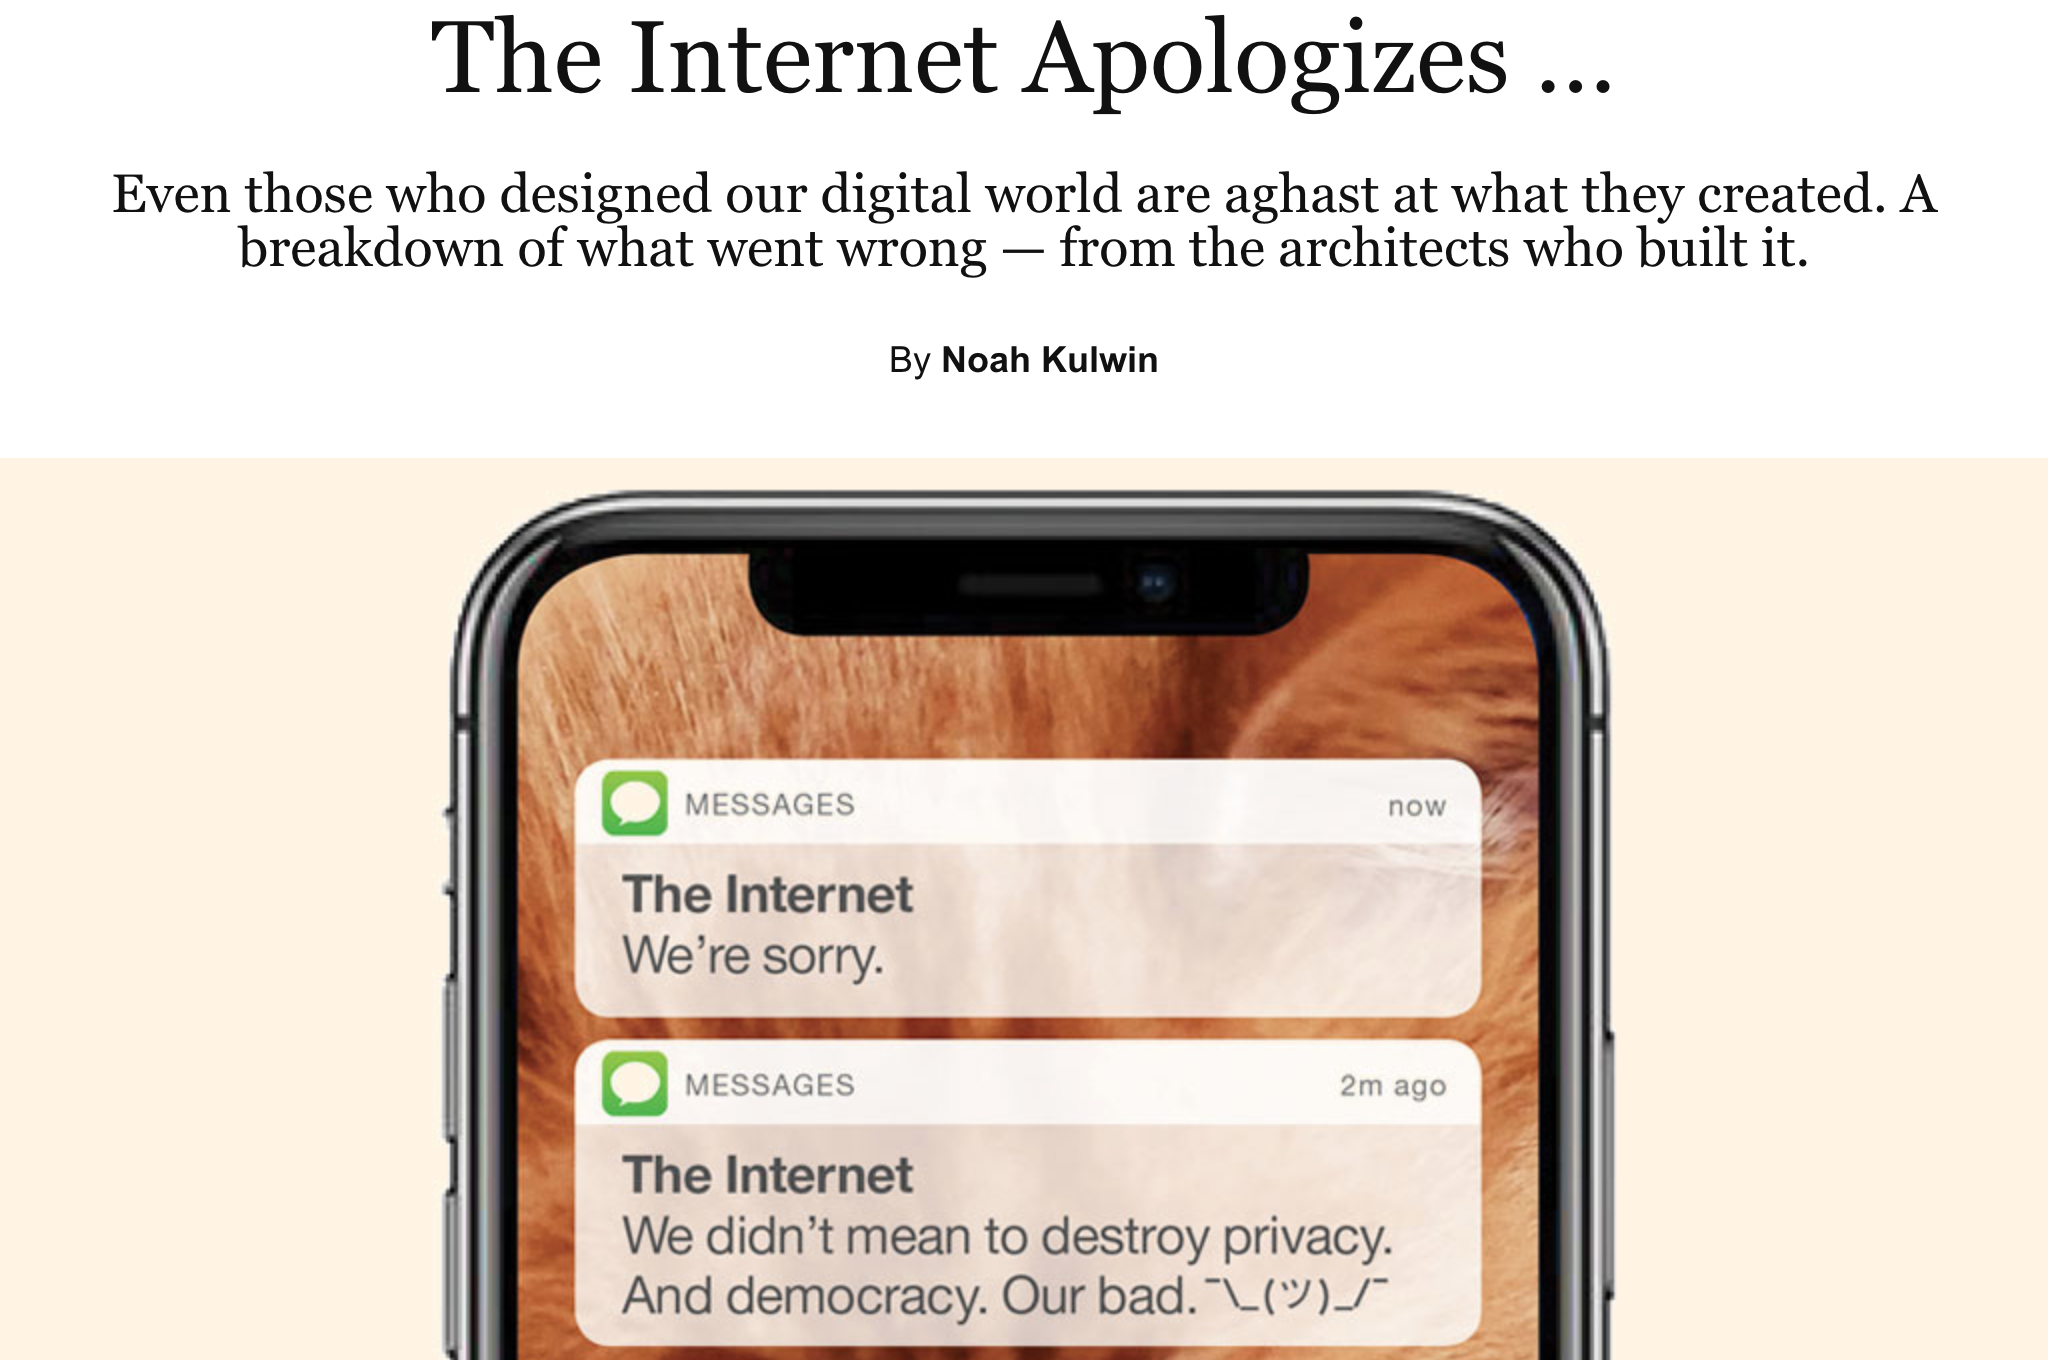 The Internet Apologizes ...
Even those who designed our digital world are aghast at what they created. A
breakdown of what went wrong — from the architects who built it.
By Noah Kulwin
MESSAGES now
The Internet
We’re sorry.
MESSAGES 2m ago
The Internet
We didn’t mean to destroy privacy.
And democracy. Our bad. ¯\_(ツ)_/¯